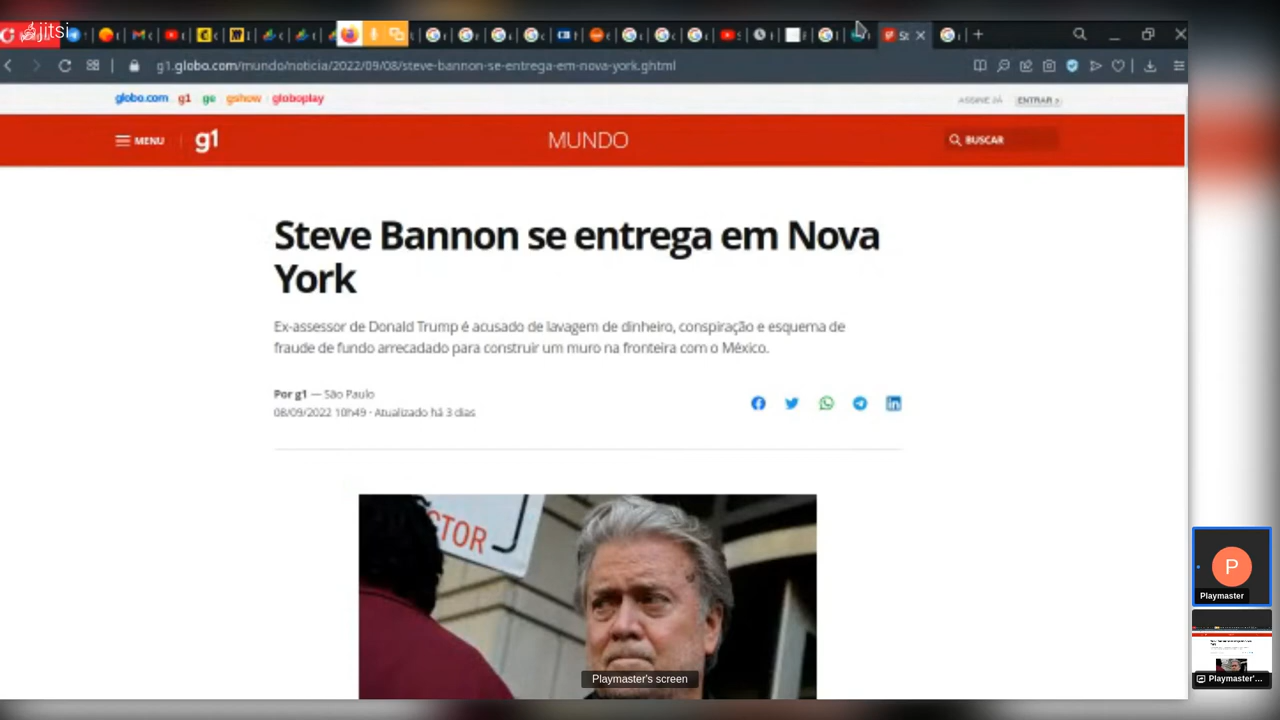 jitsi
g1.globo.com/mundo/noticia/2022/09/08/steve-bannon-se-entrega-em-nova-york.ghtml
globo.com g1 ge gshow globoplay
ASSINE JÁ ENTRAR ›
MENU g1 MUNDO BUSCAR
Steve Bannon se entrega em Nova
York
Ex-assessor de Donald Trump é acusado de lavagem de dinheiro, conspiração e esquema de
fraude de fundo arrecadado para construir um muro na fronteira com o México.
Por g1 — São Paulo
08/09/2022 10h49 · Atualizado há 3 dias
CTOR
P
Playmaster
Playmaster's screen
Playmaster'...